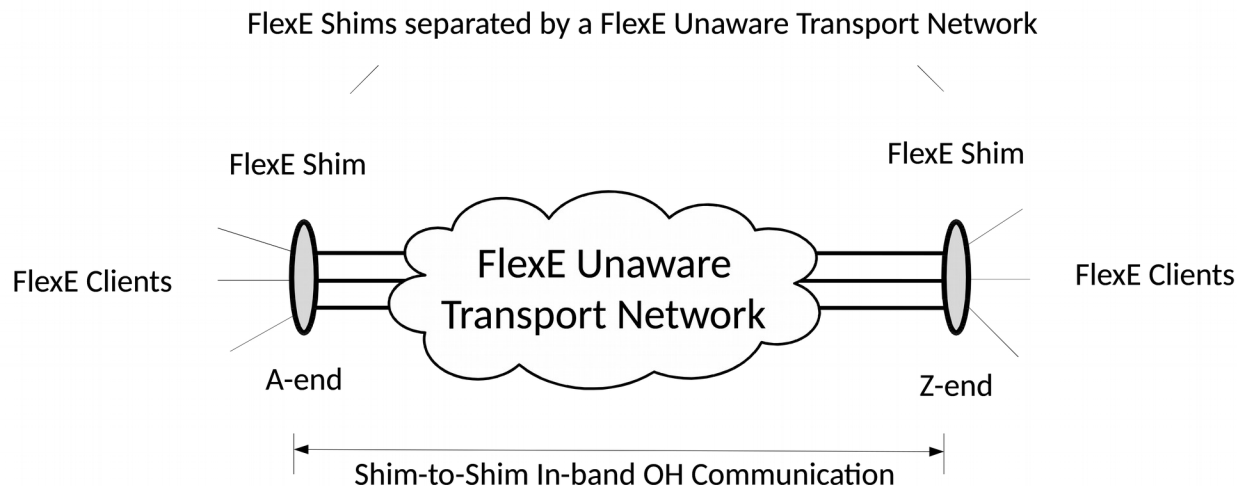 FlexE Shims separated by a FlexE Unaware Transport Network
FlexE Shim
FlexE Shim
FlexE Unaware
Transport Network
FlexE Clients
FlexE Clients
A-end
Z-end
Shim-to-Shim In-band OH Communication